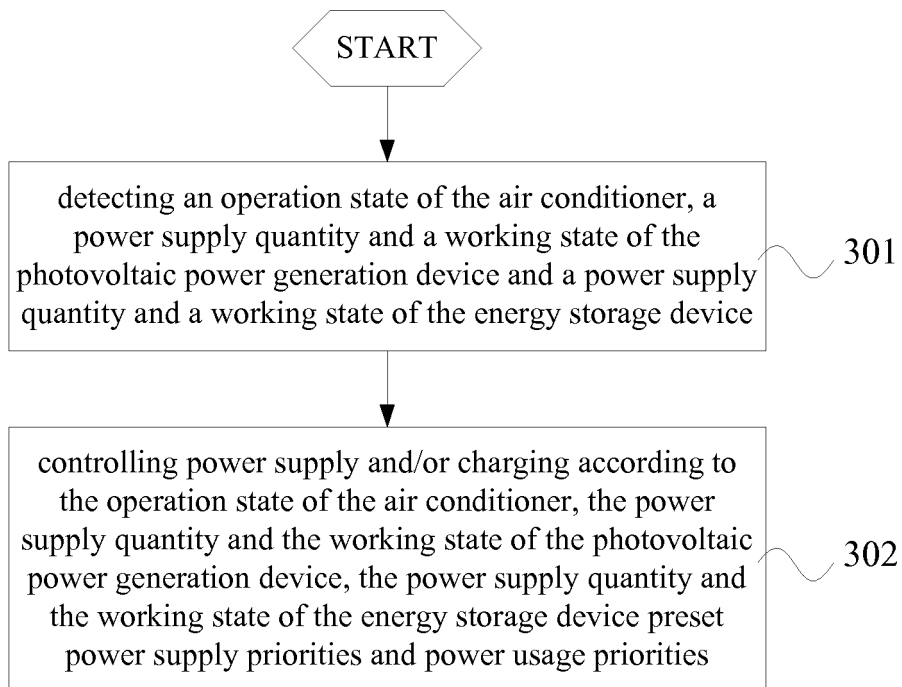 START
detecting an operation state of the air conditioner, a
power supply quantity and a working state of the
photovoltaic power generation device and a power supply
quantity and a working state of the energy storage device
301
controlling power supply and/or charging according to
the operation state of the air conditioner, the power
supply quantity and the working state of the photovoltaic
power generation device, the power supply quantity and
the working state of the energy storage device preset
power supply priorities and power usage priorities
302